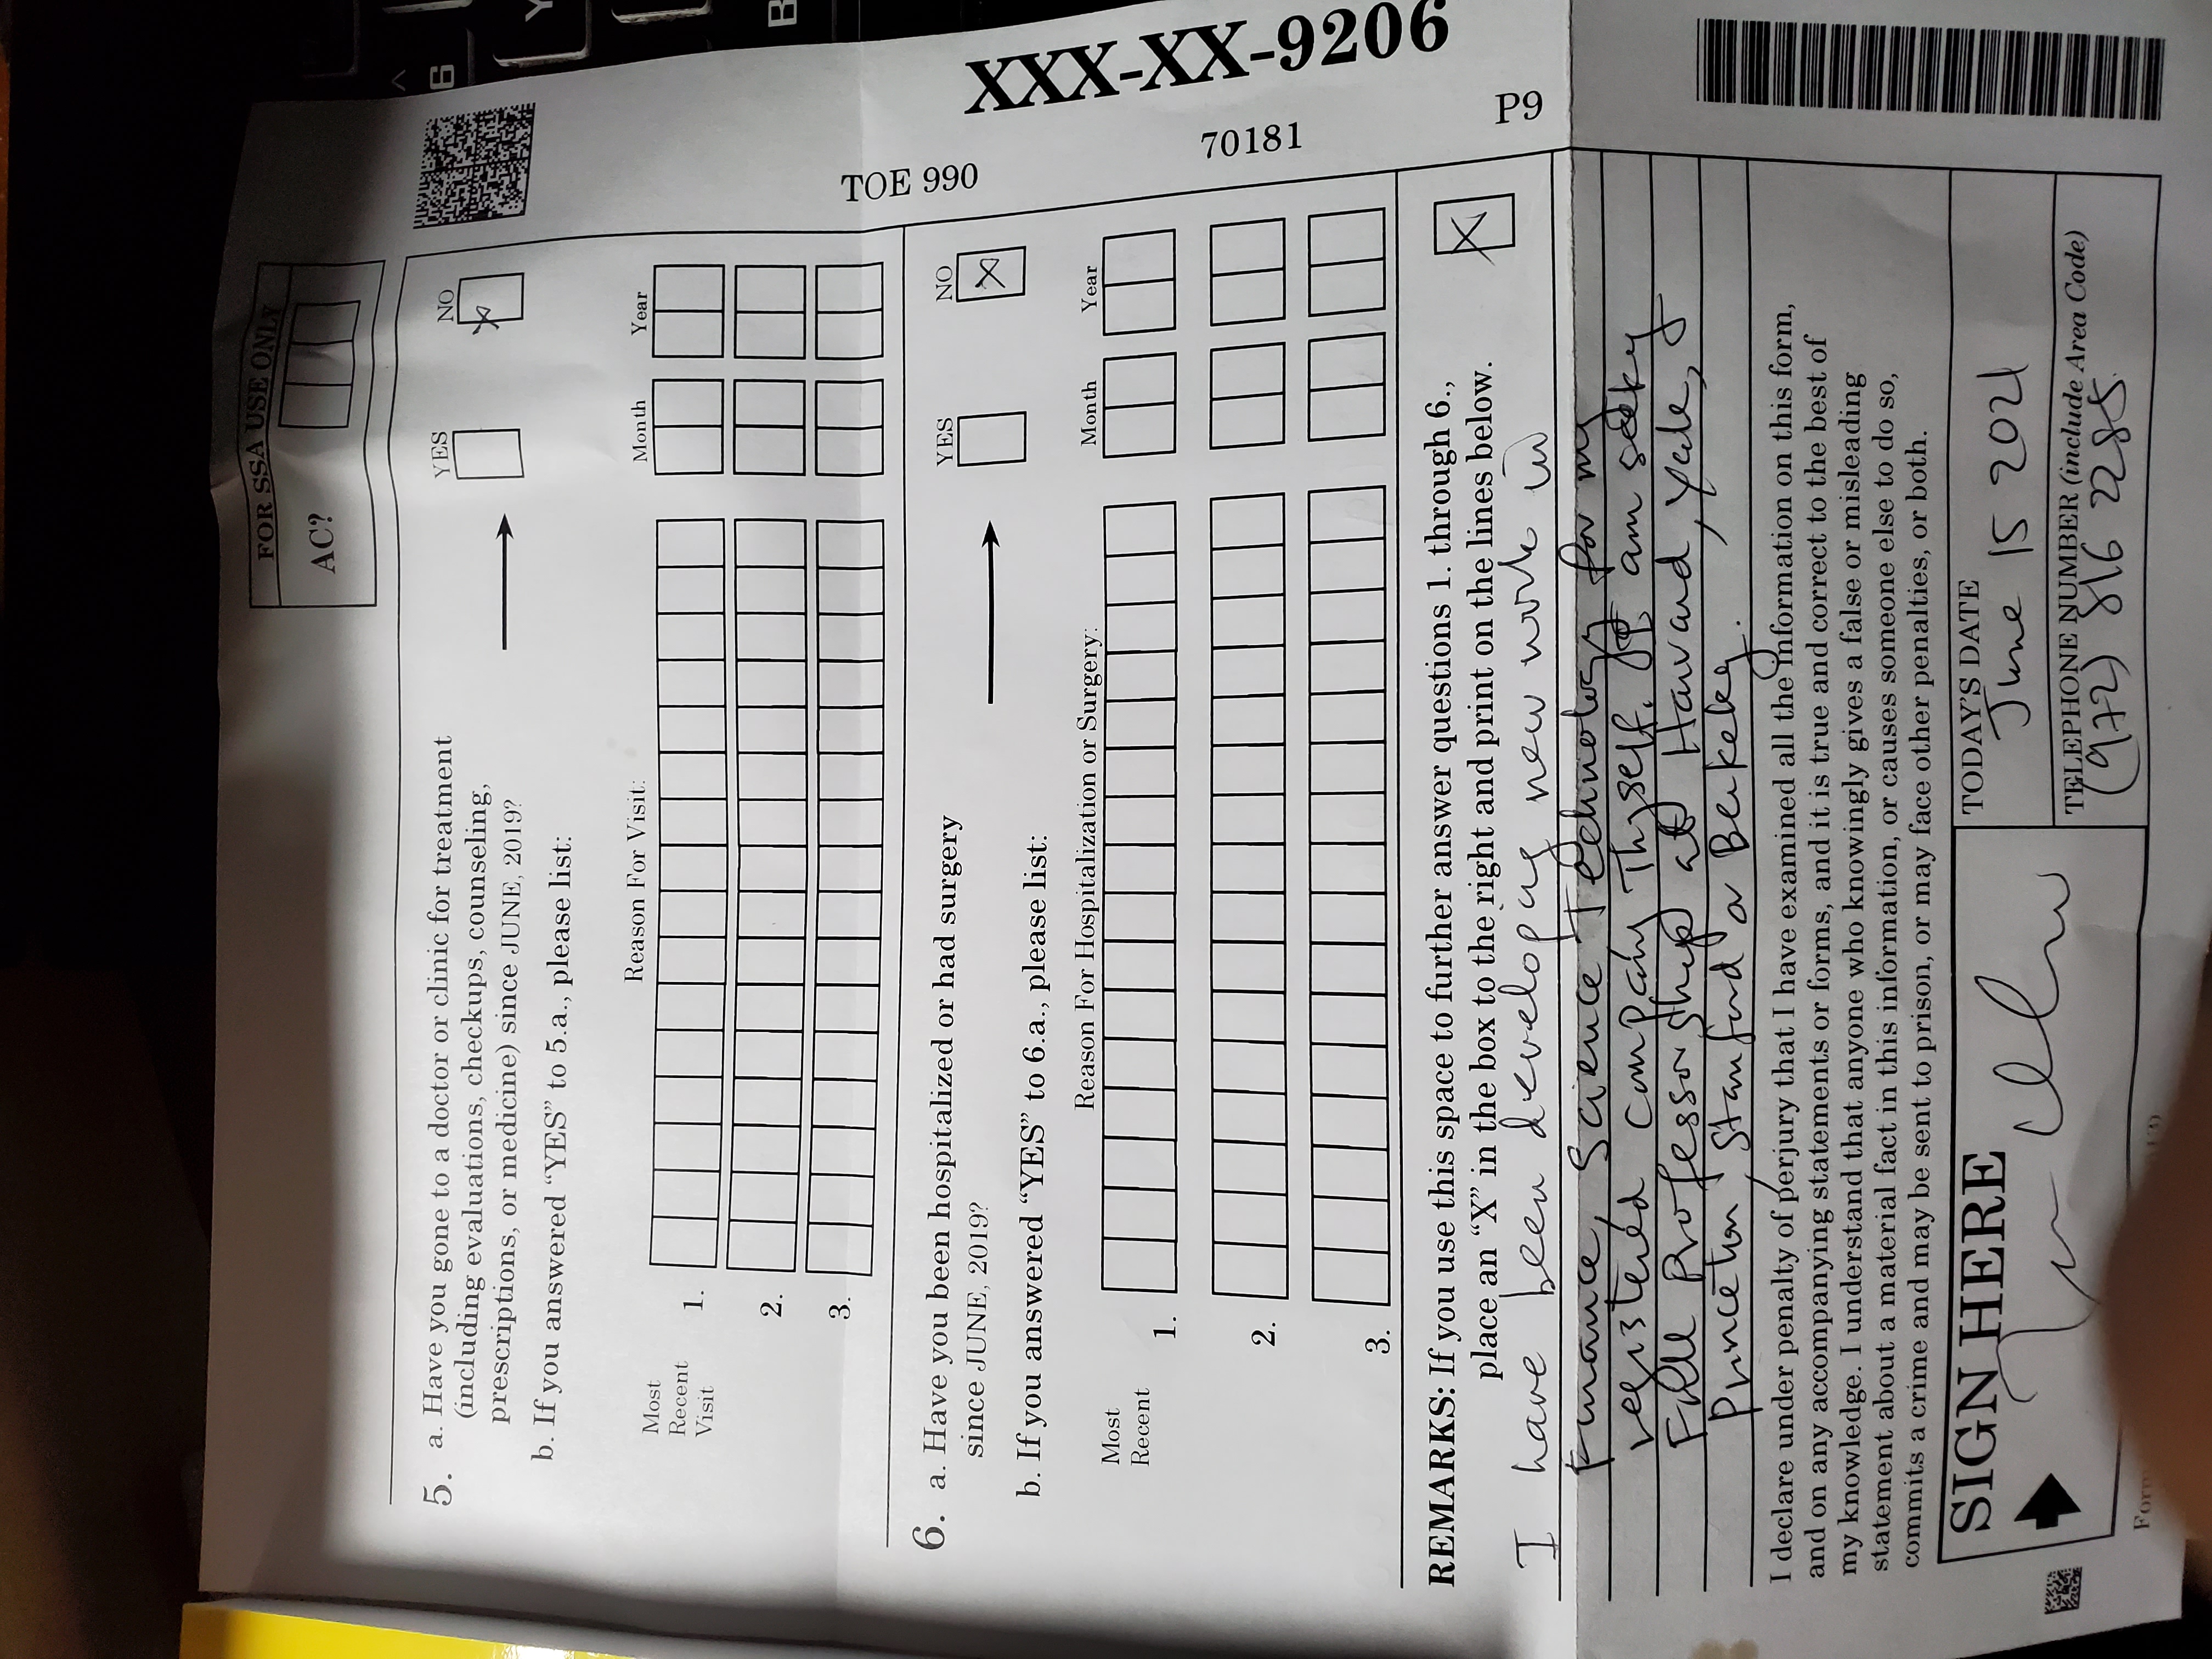 FOR SSA USE ONLY
AC?
5. a. Have you gone to a doctor or clinic for treatment
(including evaluations, checkups, counseling,
prescriptions, or medicine) since JUNE, 2019?
YES NO
b. If you answered “YES” to 5.a., please list:
Reason For Visit: Month Year
Most
Recent
Visit
1.
2.
3.
6. a. Have you been hospitalized or had surgery
since JUNE, 2019?
YES NO
b. If you answered “YES” to 6.a., please list:
Reason For Hospitalization or Surgery: Month Year
Most
Recent
1.
2.
3.
REMARKS: If you use this space to further answer questions 1. through 6.,
place an “X” in the box to the right and print on the lines below.
I have been developing new work in
Finance, Science, Technology for my
registered company Thyself. I am seeky
Full Professorship at Harvard, Yale,
Princeton, Stanford or Berkeley.
I declare under penalty of perjury that I have examined all the information on this form,
and on any accompanying statements or forms, and it is true and correct to the best of
my knowledge. I understand that anyone who knowingly gives a false or misleading
statement about a material fact in this information, or causes someone else to do so,
commits a crime and may be sent to prison, or may face other penalties, or both.
SIGN HERE
TODAY'S DATE
June 15 2021
TELEPHONE NUMBER (include Area Code)
(972) 816 2285
Form
TOE 990
70181
P9
XXX-XX-9206
6
Y
B